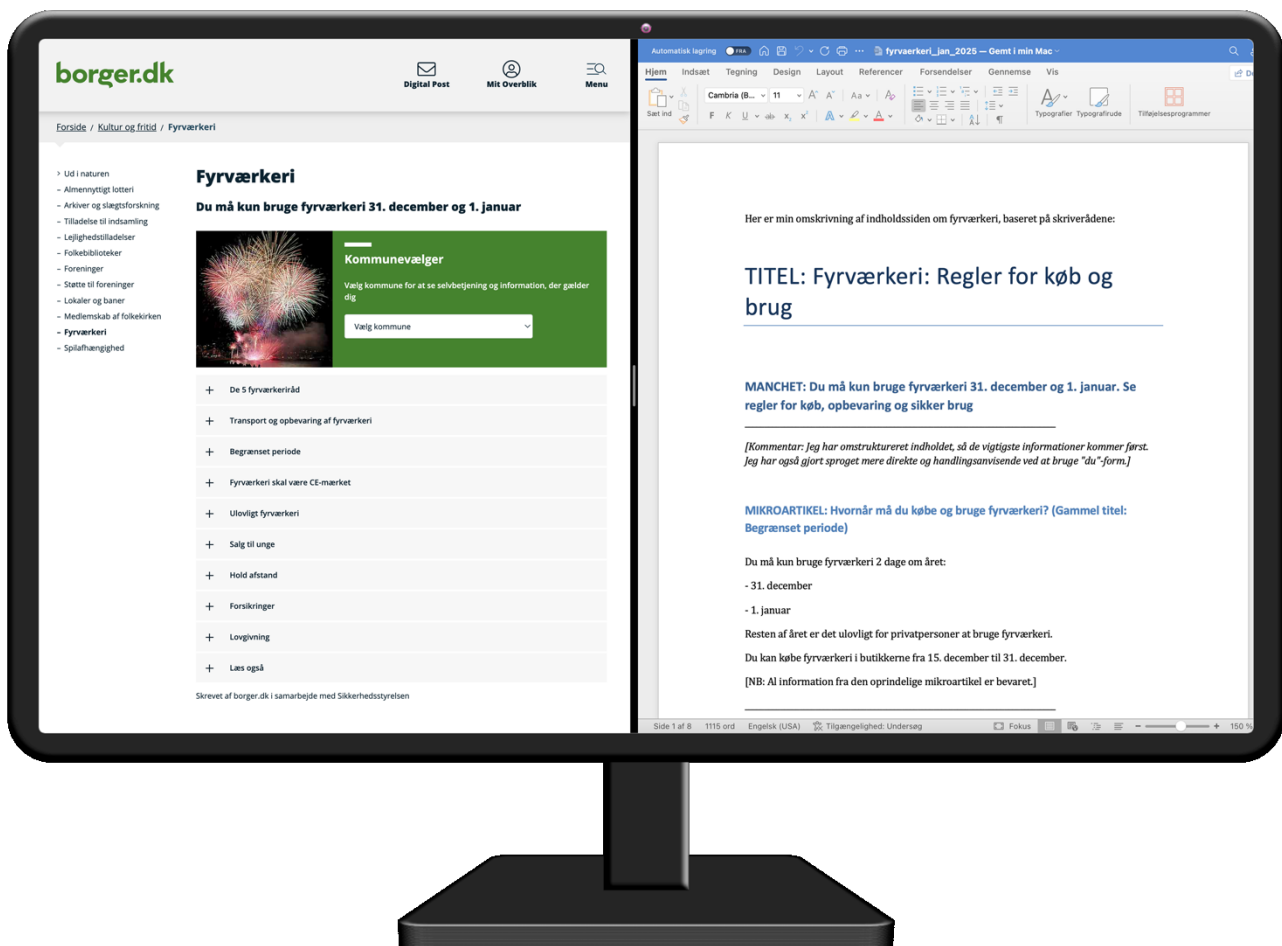 borger.dk
Digital Post
Mit Overblik
Menu
Forside / Kultur og fritid / Fyrværkeri
> Ud i naturen
– Almennyttigt lotteri
– Arkiver og slægtsforskning
– Tilladelse til indsamling
– Lejlighedstilladelser
– Folkebiblioteker
– Foreninger
– Støtte til foreninger
– Lokaler og baner
– Medlemskab af folkekirken
– Fyrværkeri
– Spilafhængighed
Fyrværkeri
Du må kun bruge fyrværkeri 31. december og 1. januar
Kommunevælger
Vælg kommune for at se selvbetjening og information, der gælder
dig
Vælg kommune
+ De 5 fyrværkeriråd
+ Transport og opbevaring af fyrværkeri
+ Begrænset periode
+ Fyrværkeri skal være CE-mærket
+ Ulovligt fyrværkeri
+ Salg til unge
+ Hold afstand
+ Forsikringer
+ Lovgivning
+ Læs også
Skrevet af borger.dk i samarbejde med Sikkerhedsstyrelsen
Automatisk lagring FRA fyrvaerkeri_jan_2025 — Gemt i min Mac
Hjem Indsæt Tegning Design Layout Referencer Forsendelser Gennemse Vis
Cambria (B... 11 A^ A˅ Aa A
Sæt ind
F K U ab x, x² A A
Typografier Typografirude Tilføjelsesprogrammer
Her er min omskrivning af indholdssiden om fyrværkeri, baseret på skriverådene:
TITEL: Fyrværkeri: Regler for køb og
brug
MANCHET: Du må kun bruge fyrværkeri 31. december og 1. januar. Se
regler for køb, opbevaring og sikker brug
[Kommentar: Jeg har omstruktureret indholdet, så de vigtigste informationer kommer først.
Jeg har også gjort sproget mere direkte og handlingsanvisende ved at bruge "du"-form.]
MIKROARTIKEL: Hvornår må du købe og bruge fyrværkeri? (Gammel titel:
Begrænset periode)
Du må kun bruge fyrværkeri 2 dage om året:
- 31. december
- 1. januar
Resten af året er det ulovligt for privatpersoner at bruge fyrværkeri.
Du kan købe fyrværkeri i butikkerne fra 15. december til 31. december.
[NB: Al information fra den oprindelige mikroartikel er bevaret.]
Side 1 af 8 1115 ord Engelsk (USA) Tilgængelighed: Undersøg Fokus – + 150 %